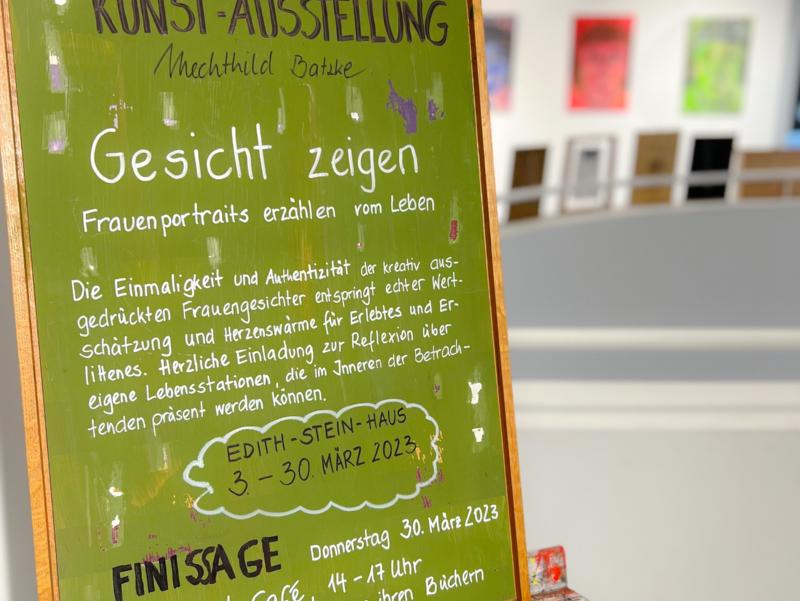 KUNST-AUSSTELLUNG
Mechthild Batzke
Gesicht zeigen
Frauenportraits erzählen vom Leben
Die Einmaligkeit und Authentizität der kreativ aus-
gedrückten Frauengesichter entspringt echter Wert-
schätzung und Herzenswärme für Erlebtes und Er-
littenes. Herzliche Einladung zur Reflexion über
eigene Lebensstationen, die im Inneren der Betrach-
tenden präsent werden können.
EDITH-STEIN-HAUS
3. – 30. MÄRZ 2023
FINISSAGE Donnerstag 30. März 2023
Café, 14 – 17 Uhr
ihren Büchern